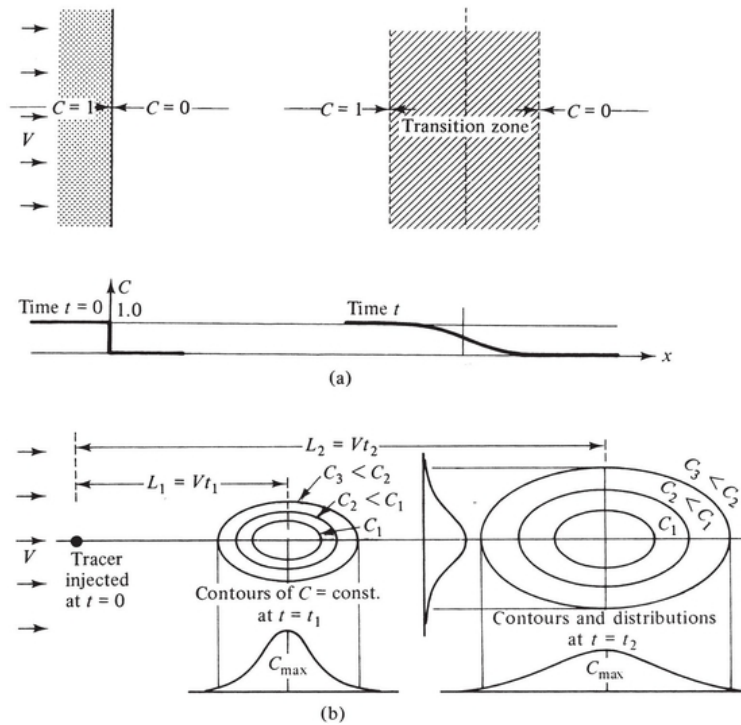 C = 1
C = 0
V
C = 1
Transition zone
C = 0
C
Time t = 0
1.0
Time t
x
(a)
L₂ = Vt₂
L₁ = Vt₁
C₃ < C₂
C₂ < C₁
C₁
C₃ < C₂
C₂ < C₁
C₁
V
Tracer
injected
at t = 0
Contours of C = const.
at t = t₁
Contours and distributions
at t = t₂
Cmax
Cmax
(b)